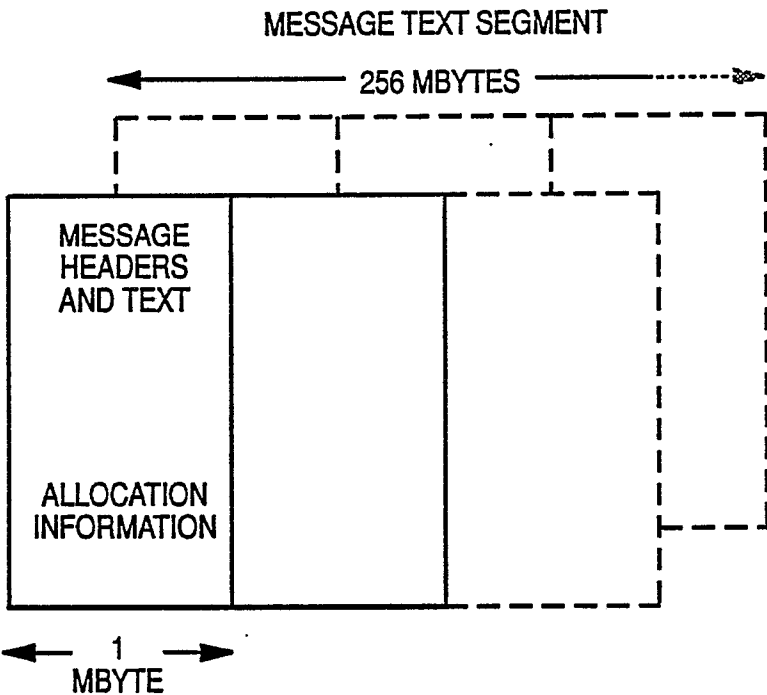 MESSAGE TEXT SEGMENT
256 MBYTES
MESSAGE
HEADERS
AND TEXT
ALLOCATION
INFORMATION
1
MBYTE